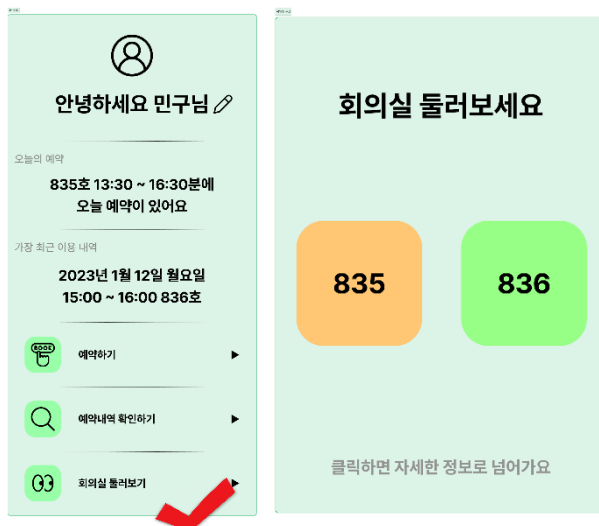 안녕하세요 민구님
오늘의 예약
835호 13:30 ~ 16:30분에
오늘 예약이 있어요
가장 최근 이용 내역
2023년 1월 12일 월요일
15:00 ~ 16:00 836호
BOOK
예약하기
예약내역 확인하기
회의실 둘러보기
회의실 둘러보세요
835
836
클릭하면 자세한 정보로 넘어가요